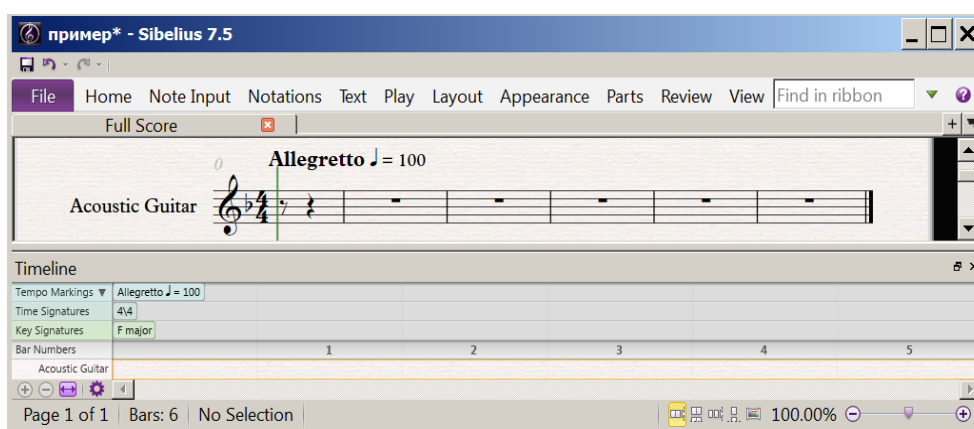 пример* - Sibelius 7.5
File Home Note Input Notations Text Play Layout Appearance Parts Review View Find in ribbon
Full Score
0 Allegretto ♩ = 100
Acoustic Guitar 4/4
Timeline
Tempo Markings ▼ Allegretto ♩ = 100
Time Signatures 4\4
Key Signatures F major
Bar Numbers 1 2 3 4 5
Acoustic Guitar
Page 1 of 1 Bars: 6 No Selection 100.00%